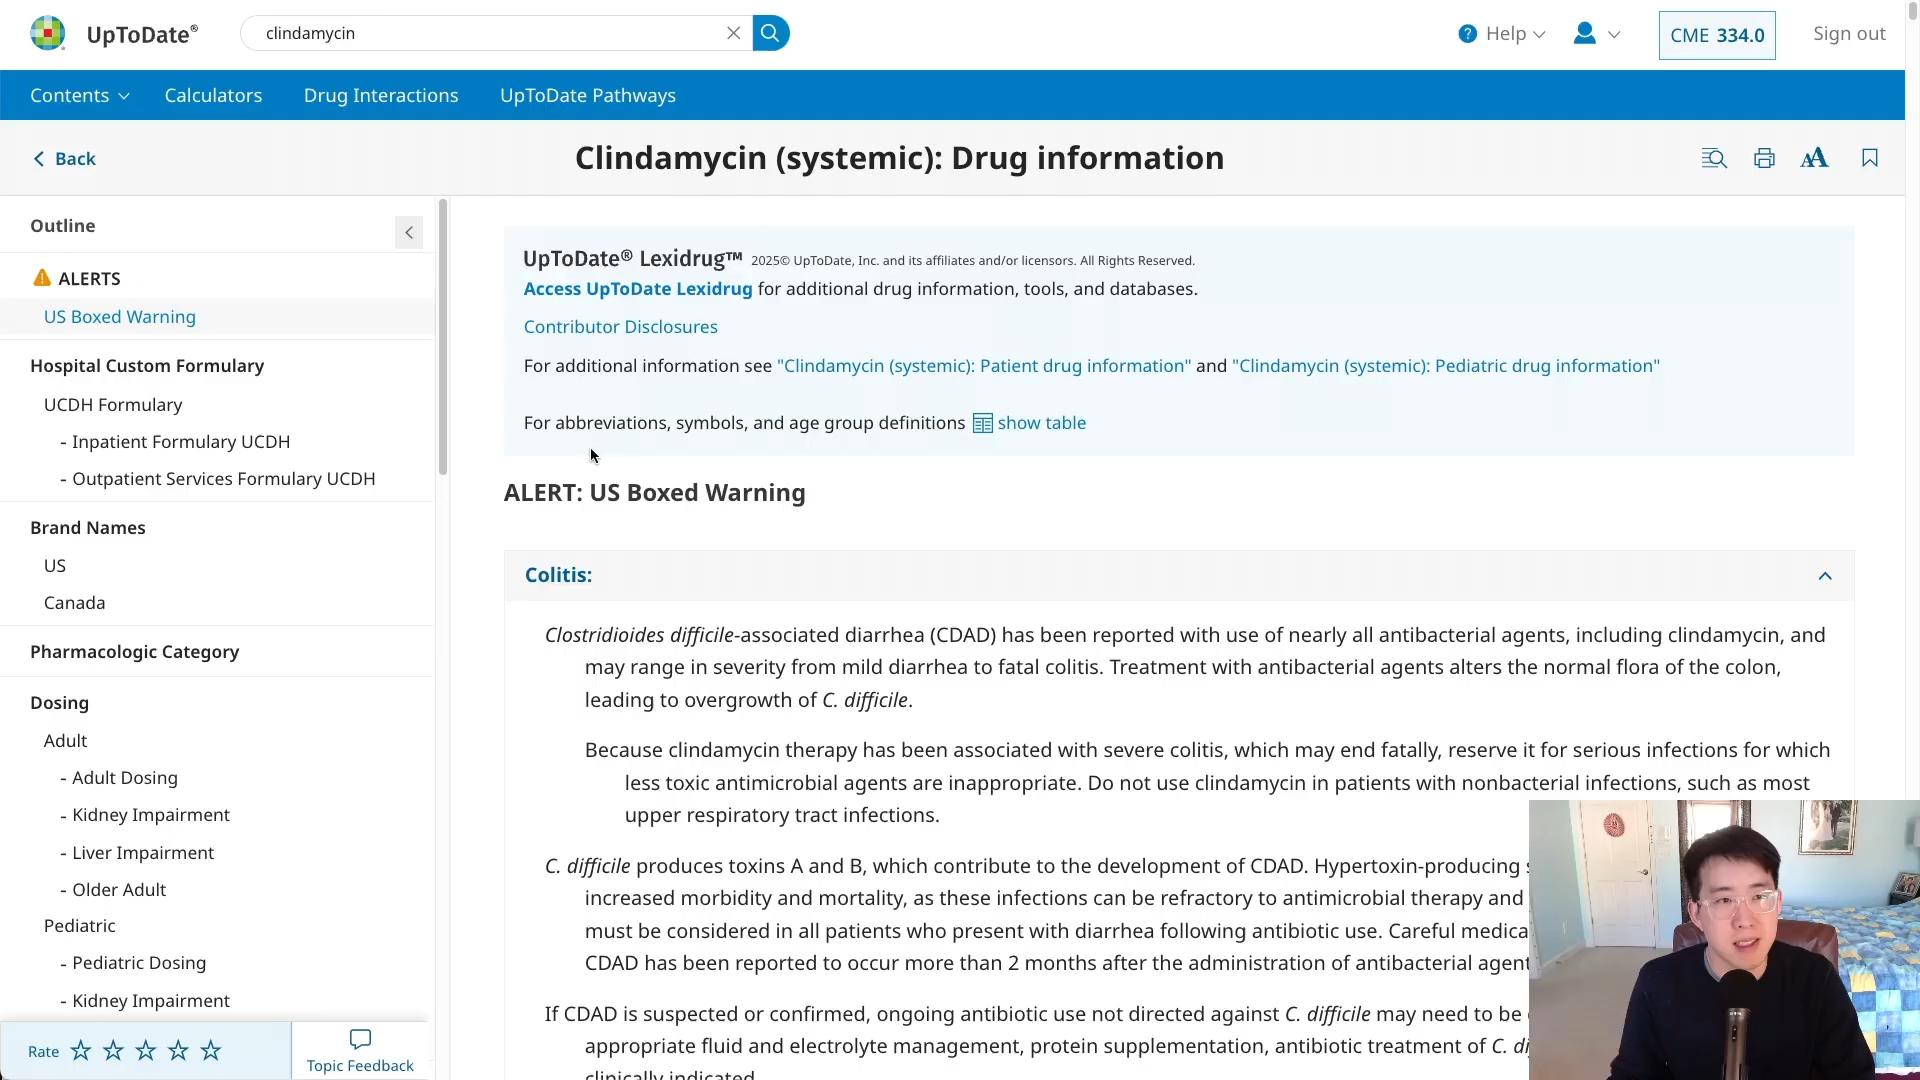 UpToDate®
clindamycin
Help
CME 334.0
Sign out
Contents
Calculators
Drug Interactions
UpToDate Pathways
Back
Clindamycin (systemic): Drug information
Outline
ALERTS
US Boxed Warning
Hospital Custom Formulary
UCDH Formulary
- Inpatient Formulary UCDH
- Outpatient Services Formulary UCDH
Brand Names
US
Canada
Pharmacologic Category
Dosing
Adult
- Adult Dosing
- Kidney Impairment
- Liver Impairment
- Older Adult
Pediatric
- Pediatric Dosing
- Kidney Impairment
Rate
Topic Feedback
UpToDate® Lexidrug™ 2025© UpToDate, Inc. and its affiliates and/or licensors. All Rights Reserved.
Access UpToDate Lexidrug for additional drug information, tools, and databases.
Contributor Disclosures
For additional information see "Clindamycin (systemic): Patient drug information" and "Clindamycin (systemic): Pediatric drug information"
For abbreviations, symbols, and age group definitions show table
ALERT: US Boxed Warning
Colitis:
Clostridioides difficile-associated diarrhea (CDAD) has been reported with use of nearly all antibacterial agents, including clindamycin, and
may range in severity from mild diarrhea to fatal colitis. Treatment with antibacterial agents alters the normal flora of the colon,
leading to overgrowth of C. difficile.
Because clindamycin therapy has been associated with severe colitis, which may end fatally, reserve it for serious infections for which
less toxic antimicrobial agents are inappropriate. Do not use clindamycin in patients with nonbacterial infections, such as most
upper respiratory tract infections.
C. difficile produces toxins A and B, which contribute to the development of CDAD. Hypertoxin-producing
increased morbidity and mortality, as these infections can be refractory to antimicrobial therapy and
must be considered in all patients who present with diarrhea following antibiotic use. Careful medica
CDAD has been reported to occur more than 2 months after the administration of antibacterial agent
If CDAD is suspected or confirmed, ongoing antibiotic use not directed against C. difficile may need to be
appropriate fluid and electrolyte management, protein supplementation, antibiotic treatment of C. di
clinically indicated.